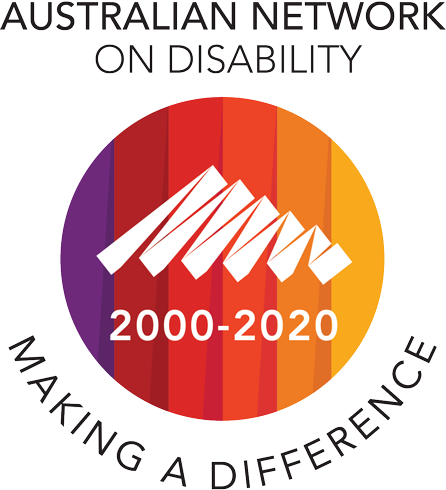 AUSTRALIAN NETWORK
ON DISABILITY
2000-2020
MAKING A DIFFERENCE